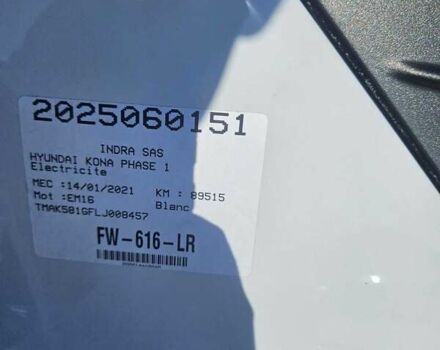 2025060151
INDRA SAS
HYUNDAI KONA PHASE 1
Electricite
MEC :14/01/2021 KM : 89515
Mot :EM16 Blanc
TMAK581GFLJ008457
FW-616-LR